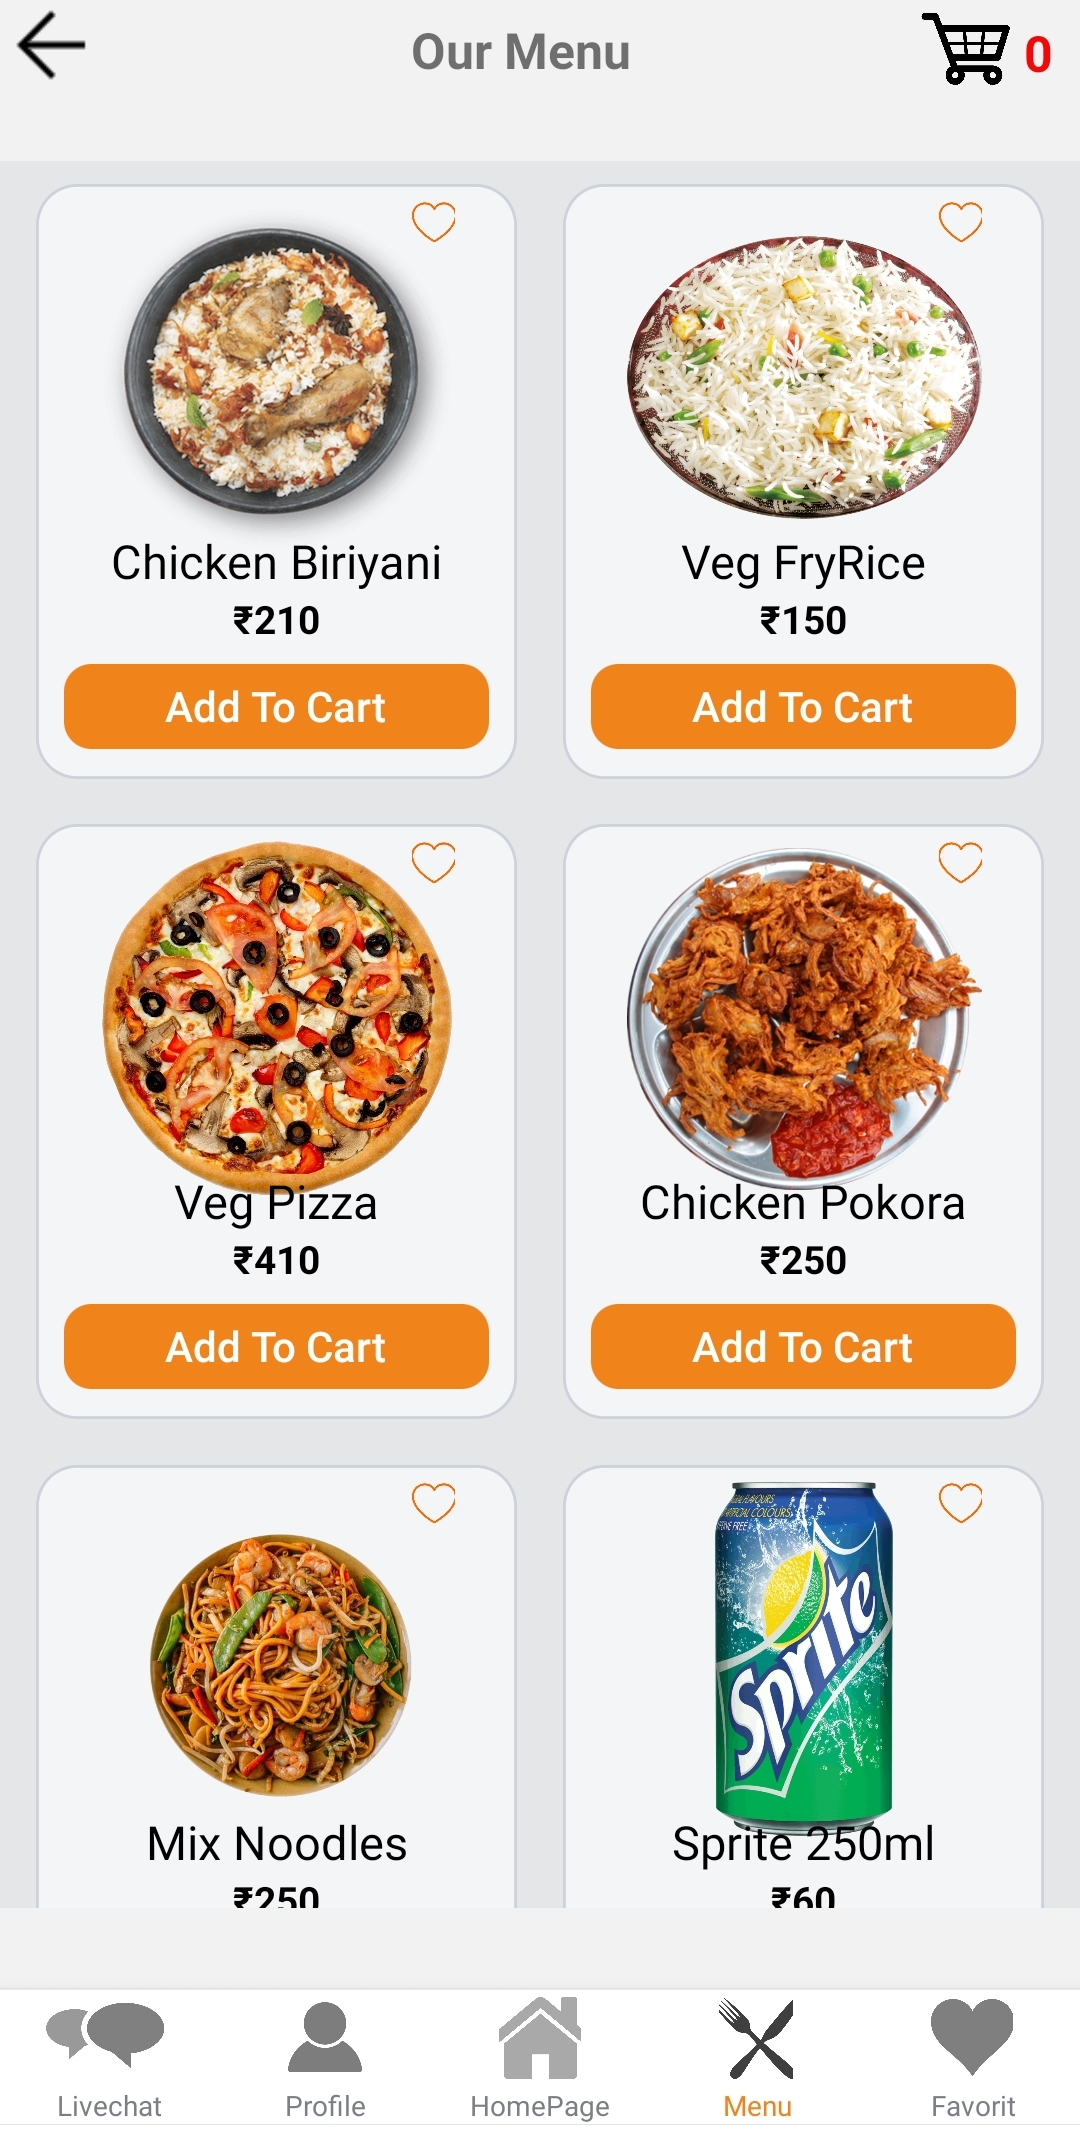 Our Menu
0
Chicken Biriyani
₹210
Add To Cart
Veg FryRice
₹150
Add To Cart
Veg Pizza
₹410
Add To Cart
Chicken Pokora
₹250
Add To Cart
Mix Noodles
₹250
Sprite
Sprite 250ml
₹60
Livechat
Profile
HomePage
Menu
Favorit